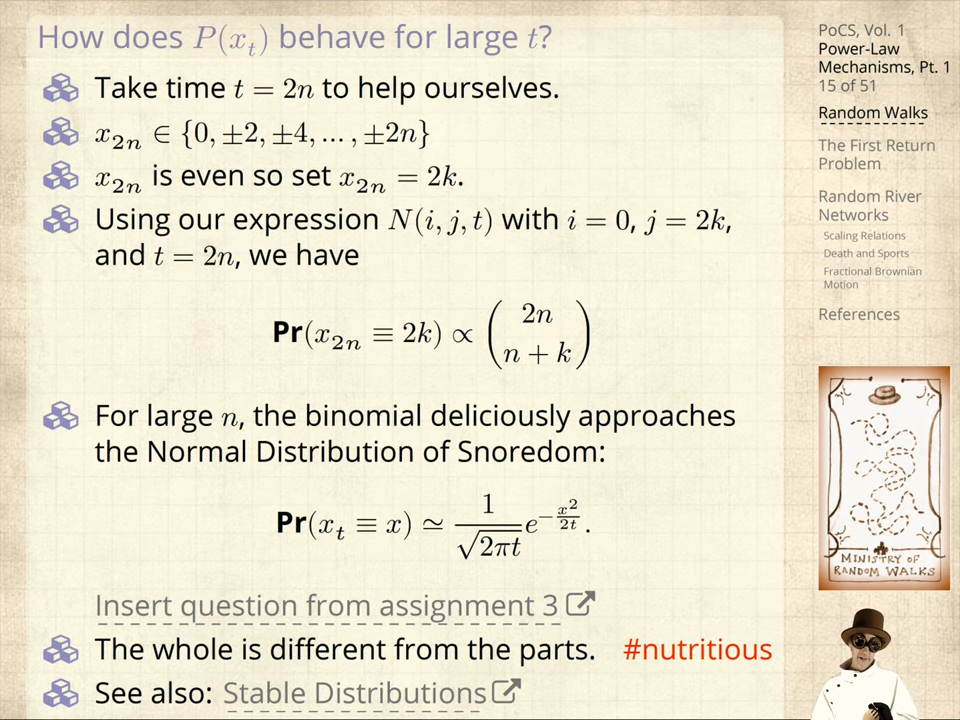 How does P(x_t) behave for large t?
Take time t = 2n to help ourselves.
x_{2n} ∈ {0, ±2, ±4, … , ±2n}
x_{2n} is even so set x_{2n} = 2k.
Using our expression N(i, j, t) with i = 0, j = 2k,
and t = 2n, we have
Pr(x_{2n} ≡ 2k) ∝ \binom{2n}{n + k}
For large n, the binomial deliciously approaches
the Normal Distribution of Snoredom:
Pr(x_t ≡ x) ≃ \frac{1}{\sqrt{2πt}} e^{-\frac{x^2}{2t}}.
Insert question from assignment 3
The whole is different from the parts. #nutritious
See also: Stable Distributions
PoCS, Vol. 1
Power-Law
Mechanisms, Pt. 1
15 of 51
Random Walks
The First Return
Problem
Random River
Networks
Scaling Relations
Death and Sports
Fractional Brownian
Motion
References
MINISTRY OF
RANDOM WALKS